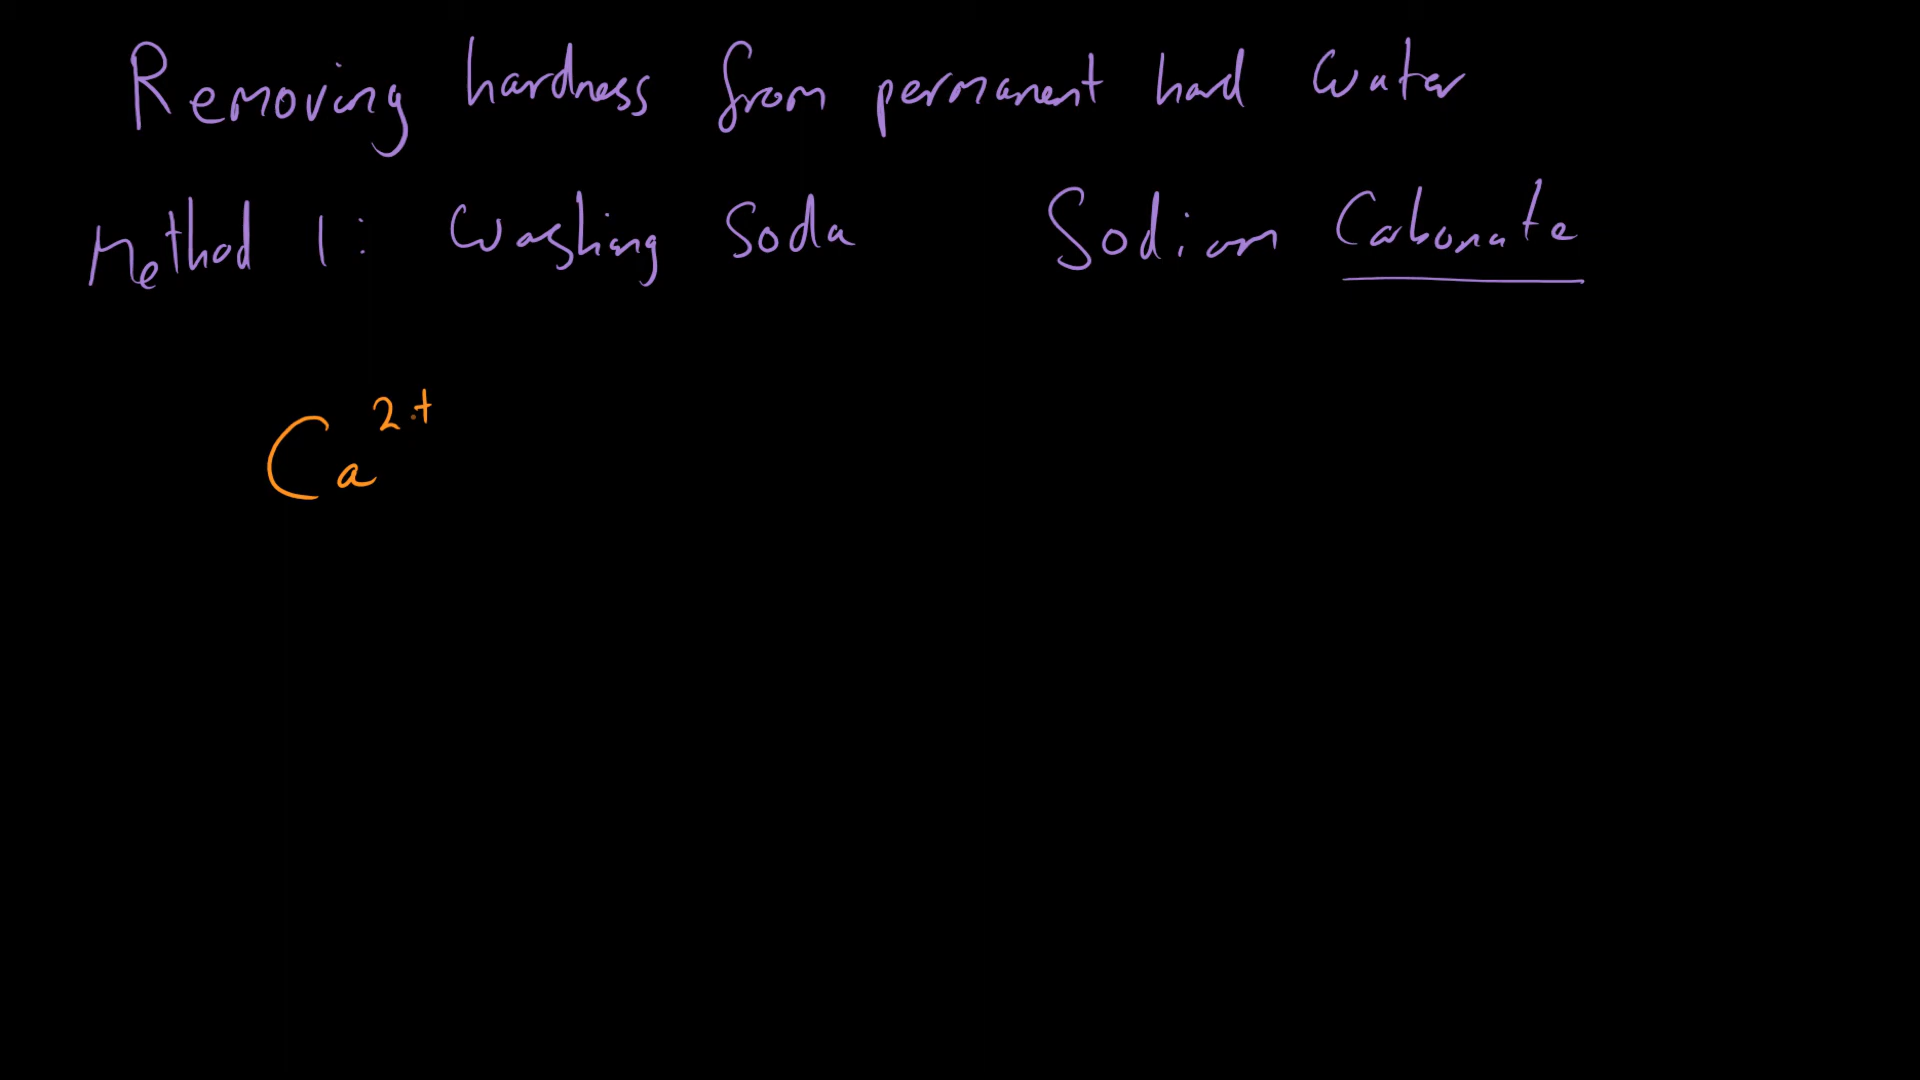 Removing hardness from permanent hard water
Method 1: Washing Soda Sodium Carbonate
Ca²⁺